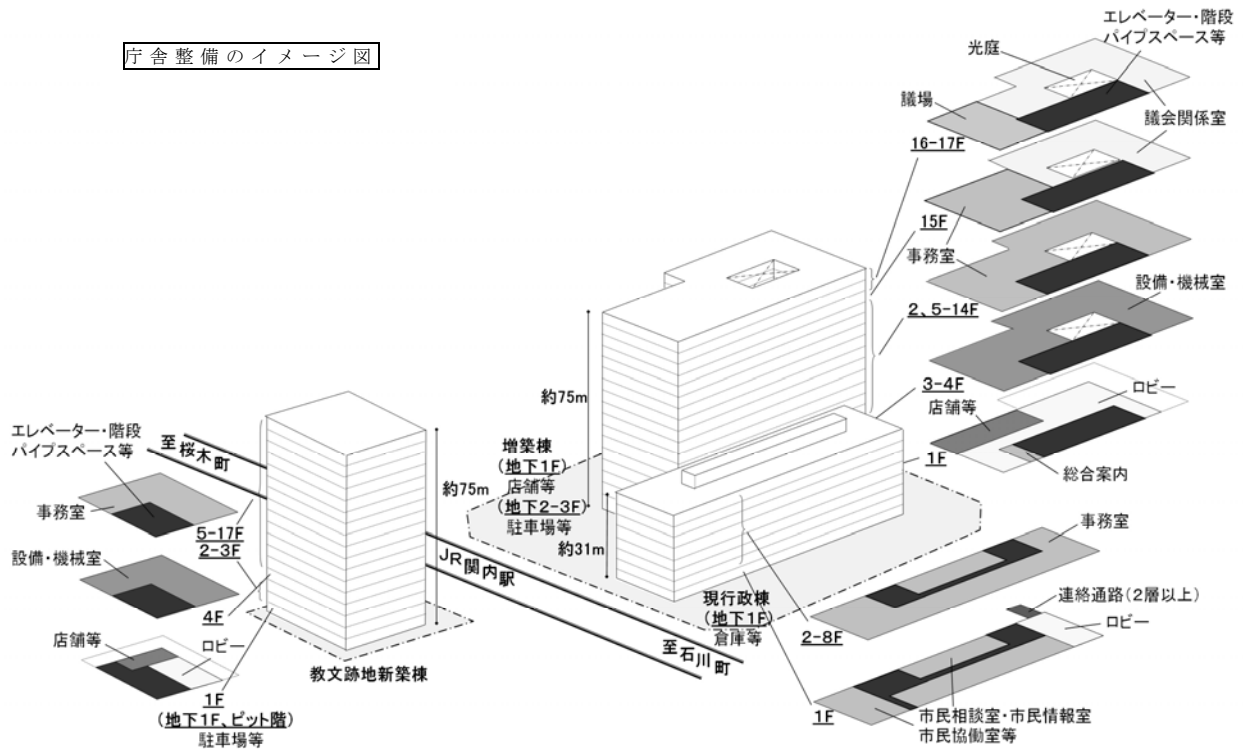 庁舎整備のイメージ図
エレベーター・階段
パイプスペース等
光庭
議場
議会関係室
16-17F
15F
事務室
設備・機械室
2、5-14F
3-4F
店舗等
ロビー
1F
総合案内
約75m
増築棟
(地下1F)
店舗等
(地下2-3F)
駐車場等
約31m
現行政棟
(地下1F)
倉庫等
2-8F
事務室
連絡通路(2層以上)
ロビー
1F
市民相談室・市民情報室
市民協働室等
至桜木町
JR関内駅
至石川町
エレベーター・階段
パイプスペース等
事務室
5-17F
2-3F
設備・機械室
4F
店舗等
ロビー
1F
(地下1F、ピット階)
駐車場等
約75m
教文跡地新築棟